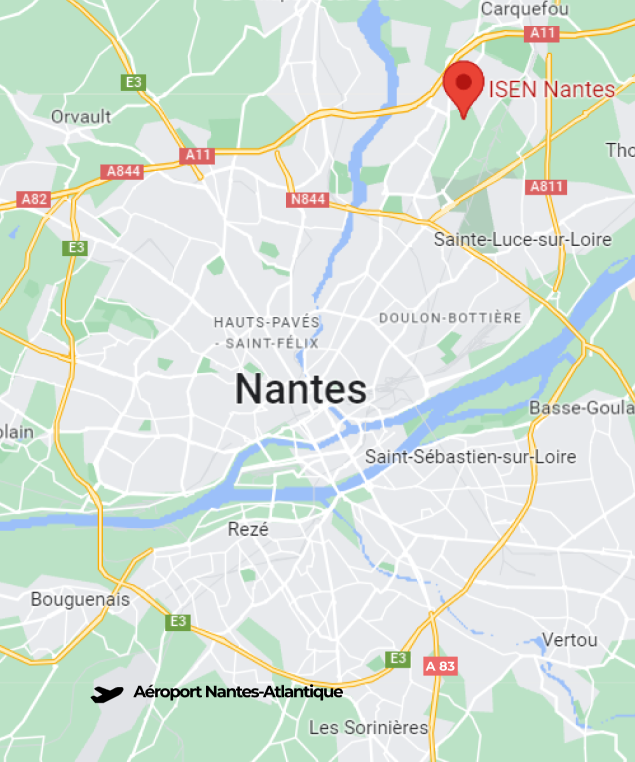 Carquefou
A11
E3
ISEN Nantes
Orvault
A11
Tho
A844
A811
A82
N844
E3
Sainte-Luce-sur-Loire
HAUTS-PAVÉS
- SAINT-FÉLIX
DOULON-BOTTIÈRE
Nantes
Basse-Goula
olain
Saint-Sébastien-sur-Loire
Rezé
Bouguenais
E3
Vertou
E3
A 83
Aéroport Nantes-Atlantique
Les Sorinières